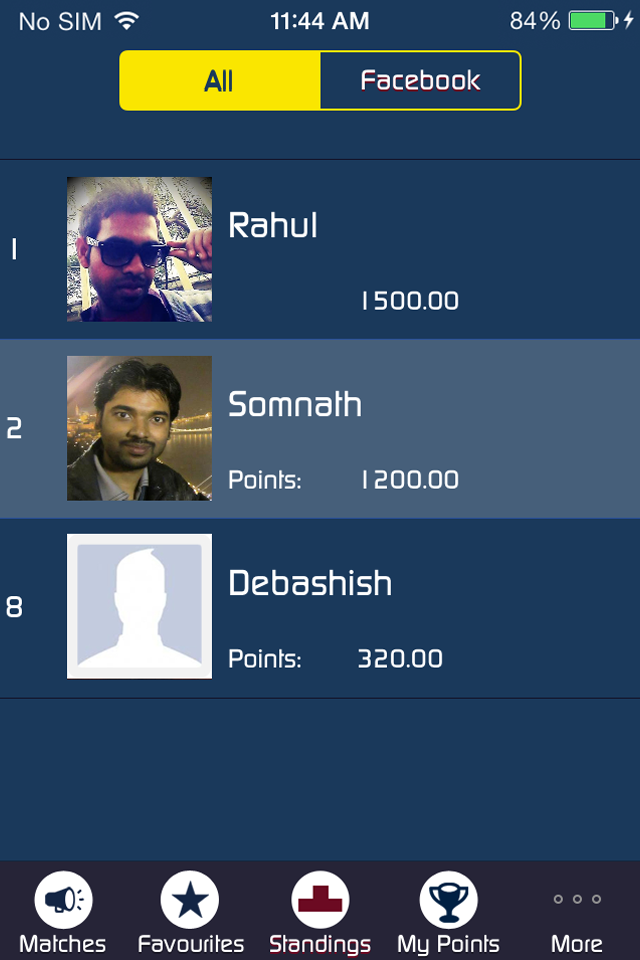 No SIM 11:44 AM 84%
All Facebook
1 Rahul
1500.00
2 Somnath
Points: 1200.00
8 Debashish
Points: 320.00
Matches Favourites Standings My Points More